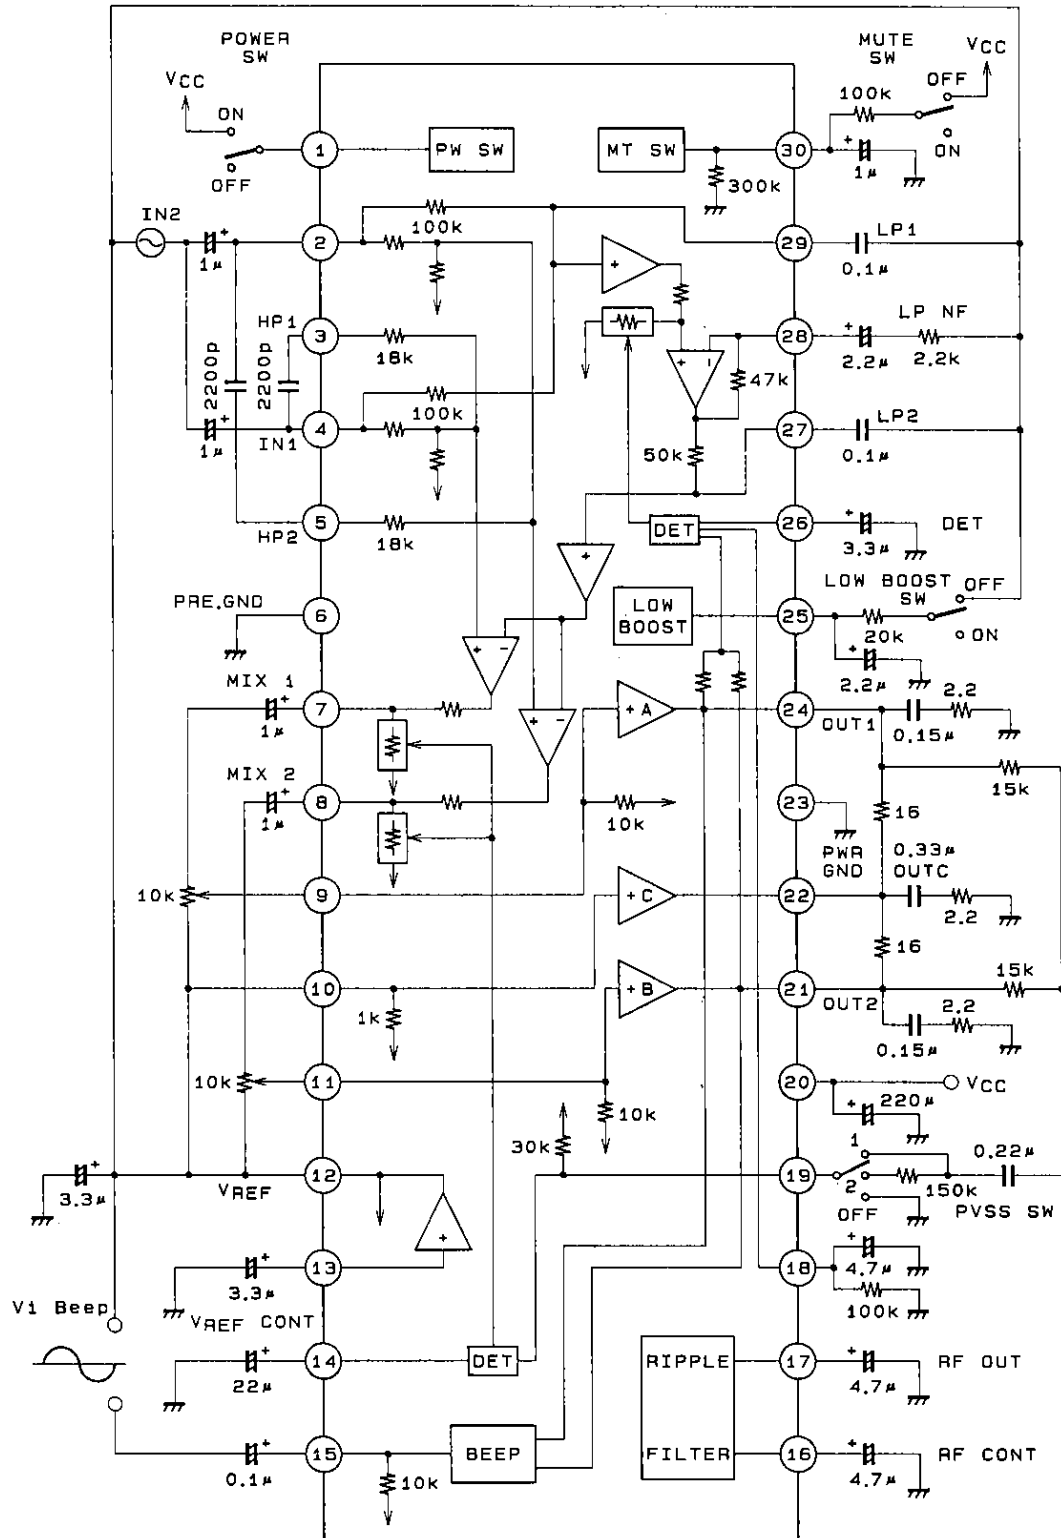 POWER
SW
MUTE
SW
VCC
VCC
OFF
100k
ON
ON
1
PW SW
MT SW
30
OFF
300k
1μ
IN2
+
100k
2
29
LP1
1μ
0.1μ
+
HP1
3
28
LP NF
18k
+ -
2.2μ
2.2k
2200p
2200p
47k
100k
+
4
27
LP2
1μ
IN1
50k
0.1μ
5
DET
26
+
DET
HP2
18k
+
3.3μ
LOW BOOST
SW
OFF
PRE.GND
6
LOW
BOOST
25
20k
ON
+ -
+
MIX 1
2.2μ
2.2
+
7
+ -
+A
24
OUT1
1μ
0.15μ
15k
MIX 2
+
8
23
16
1μ
10k
PWR
GND
0.33μ
OUTC
10k
9
+C
22
2.2
16
15k
10
+B
21
OUT2
2.2
1k
0.15μ
10k
11
20
VCC
10k
+
220μ
30k
1
0.22μ
+
12
19
3.3μ
VREF
2
150k
OFF
PVSS SW
+
+
+
13
18
4.7μ
3.3μ
Vi Beep
VREF CONT
100k
+
14
DET
RIPPLE
17
+
RF OUT
22μ
4.7μ
+
15
BEEP
FILTER
16
+
RF CONT
0.1μ
10k
4.7μ